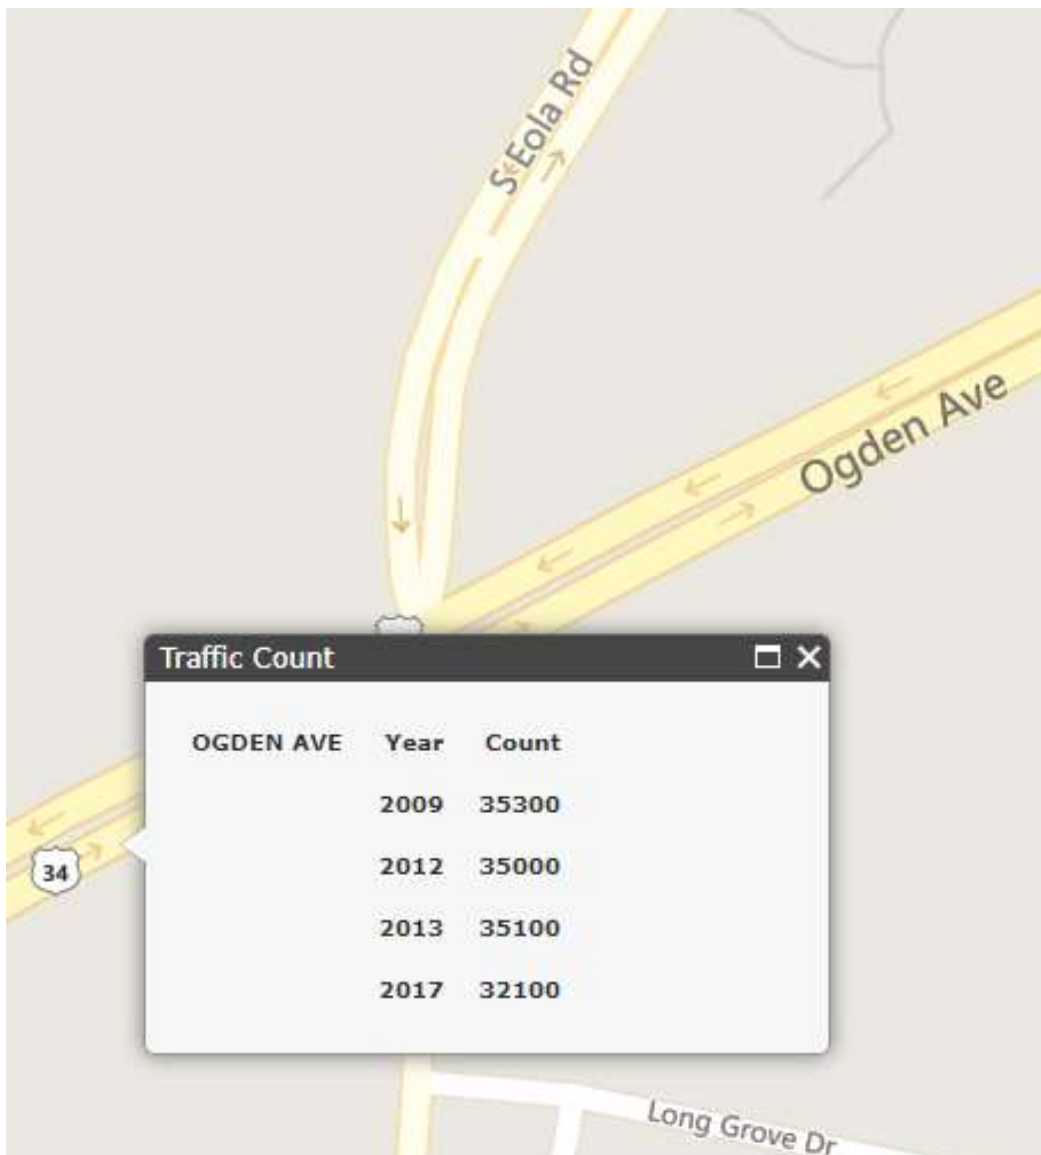 S Eola Rd
Ogden Ave
Traffic Count
OGDEN AVE Year Count
2009 35300
2012 35000
2013 35100
2017 32100
34
Long Grove Dr